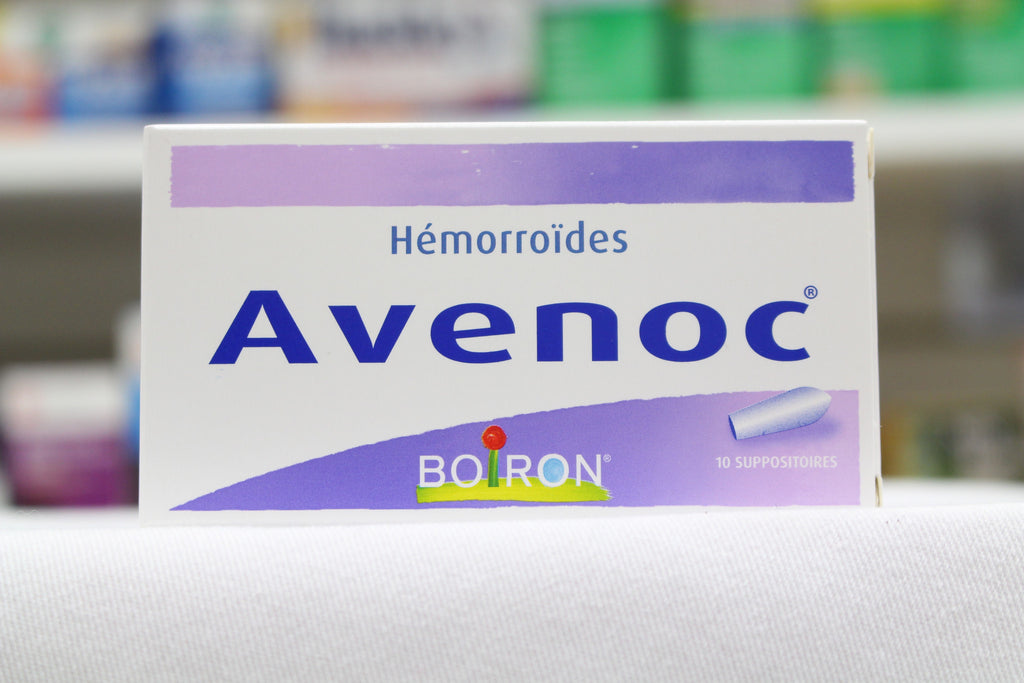 Hémorroïdes
Avenoc®
BOIRON®
10 SUPPOSITOIRES